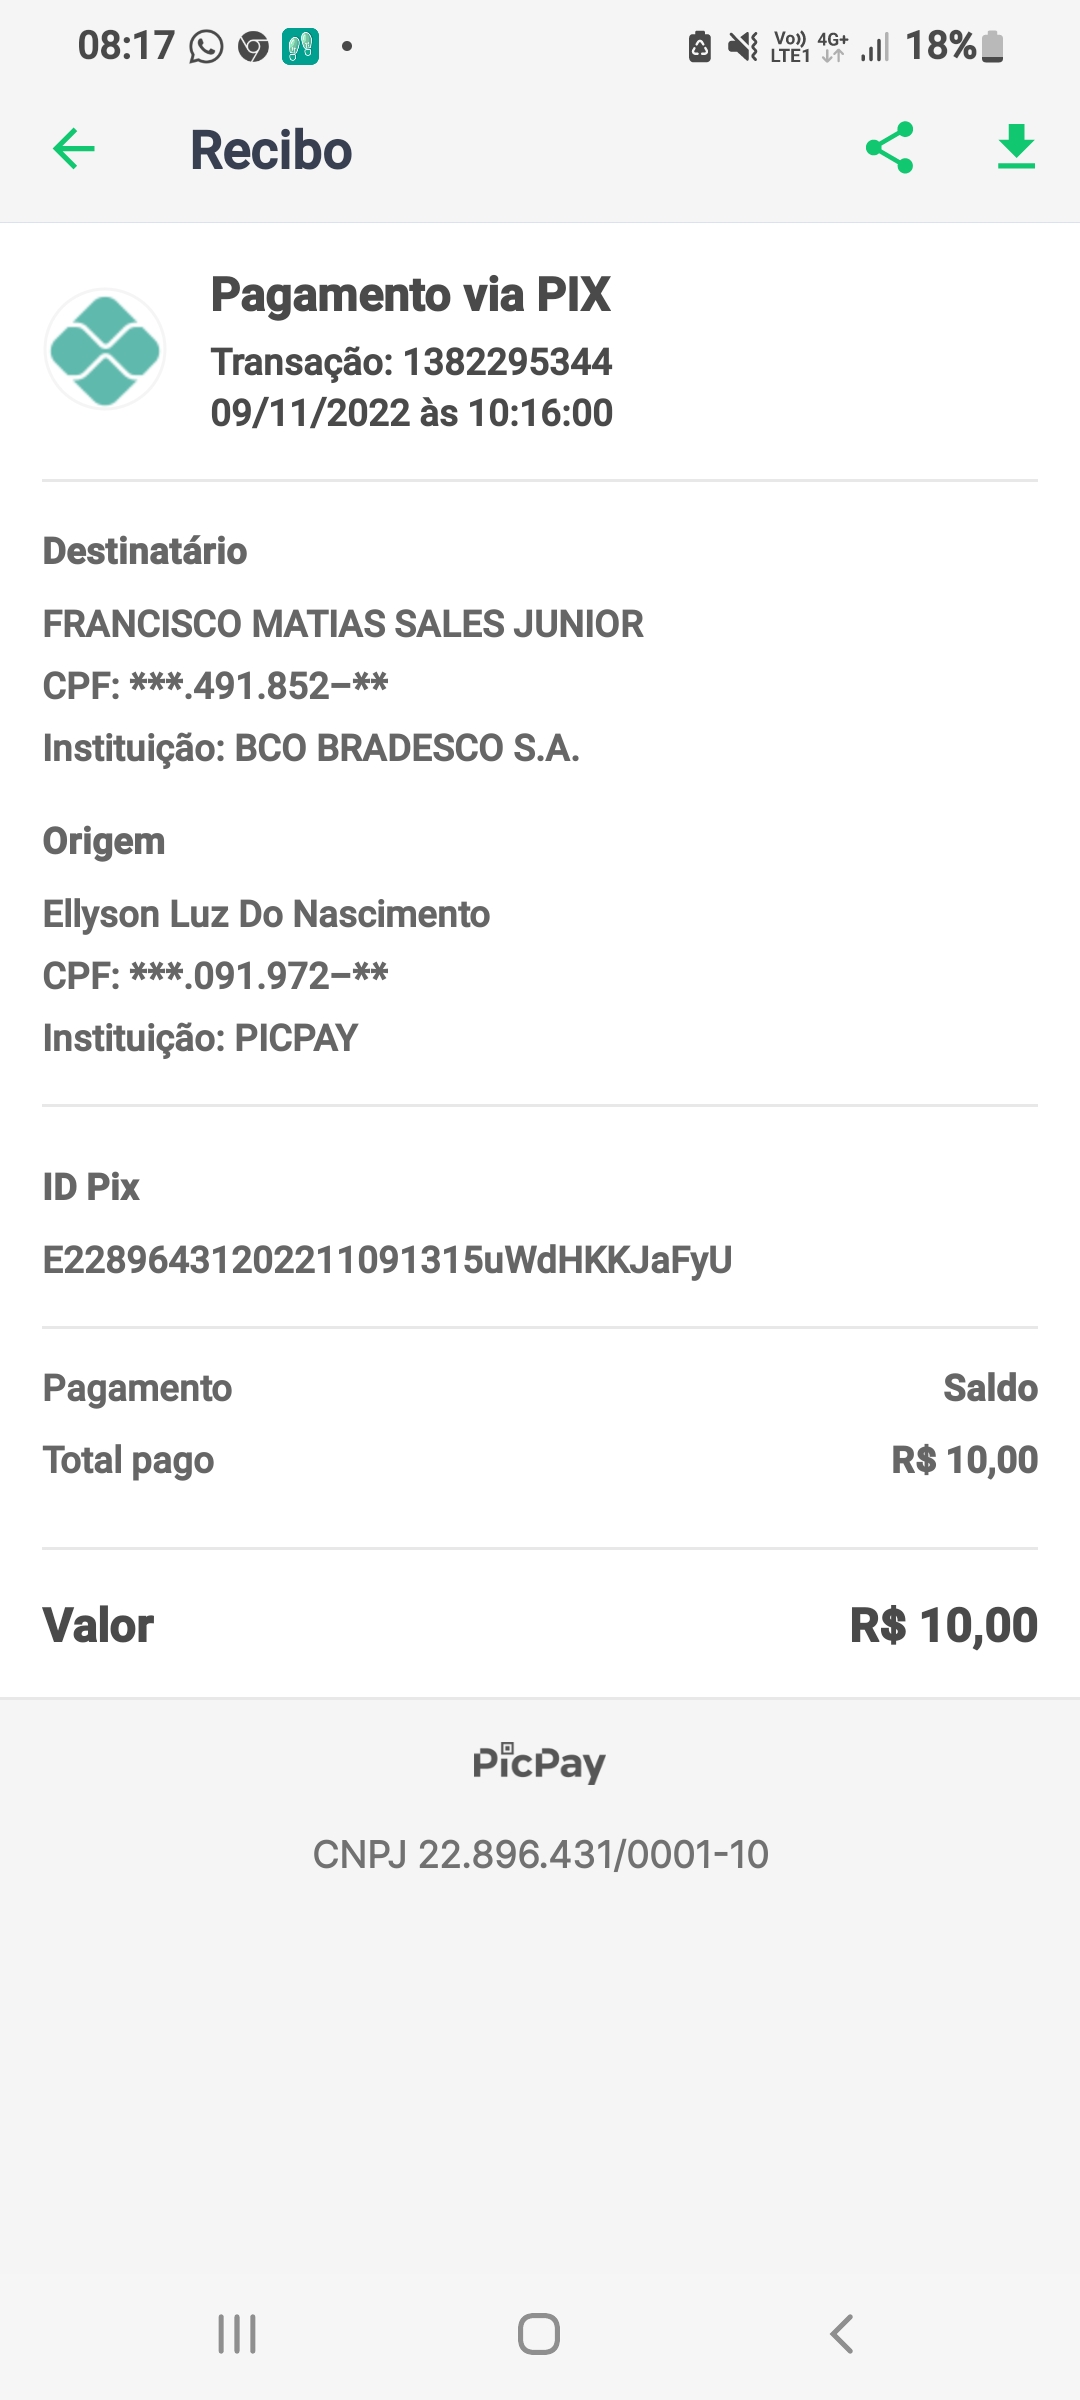 08:17
Vo)) LTE1 4G+ 18%
Recibo
Pagamento via PIX
Transação: 1382295344
09/11/2022 às 10:16:00
Destinatário
FRANCISCO MATIAS SALES JUNIOR
CPF: ***.491.852–**
Instituição: BCO BRADESCO S.A.
Origem
Ellyson Luz Do Nascimento
CPF: ***.091.972–**
Instituição: PICPAY
ID Pix
E22896431202211091315uWdHKKJaFyU
Pagamento Saldo
Total pago R$ 10,00
Valor R$ 10,00
PicPay
CNPJ 22.896.431/0001-10